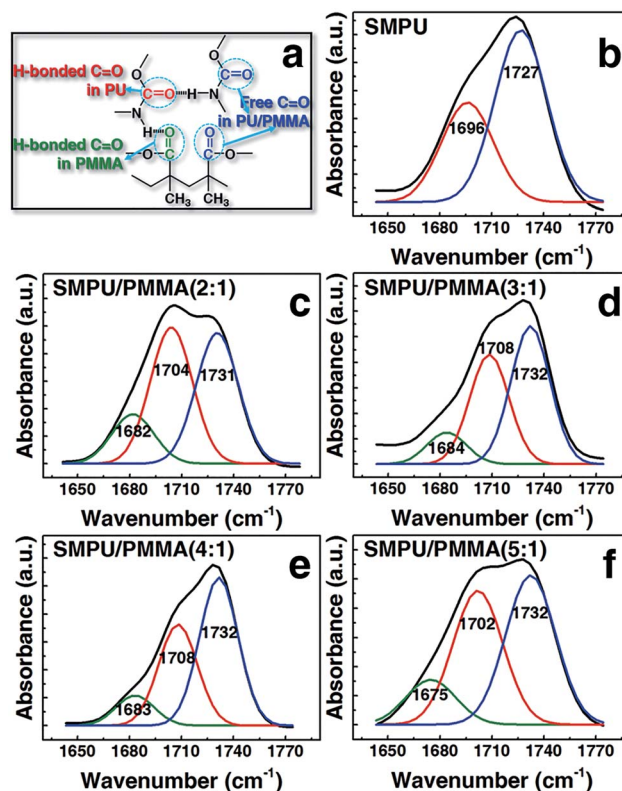 a
H-bonded C=O
in PU
H-bonded C=O
in PMMA
Free C=O
in PU/PMMA
O
C=O
H-N
C=O
O
N
H
O
O
O
C
C
O
CH₃
CH₃
SMPU
b
1696
1727
Absorbance (a.u.)
1650 1680 1710 1740 1770
Wavenumber (cm⁻¹)
SMPU/PMMA(2:1)
c
1682
1704
1731
Absorbance (a.u.)
1650 1680 1710 1740 1770
Wavenumber (cm⁻¹)
SMPU/PMMA(3:1)
d
1684
1708
1732
Absorbance (a.u.)
1650 1680 1710 1740 1770
Wavenumber (cm⁻¹)
SMPU/PMMA(4:1)
e
1683
1708
1732
Absorbance (a.u.)
1650 1680 1710 1740 1770
Wavenumber (cm⁻¹)
SMPU/PMMA(5:1)
f
1675
1702
1732
Absorbance (a.u.)
1650 1680 1710 1740 1770
Wavenumber (cm⁻¹)